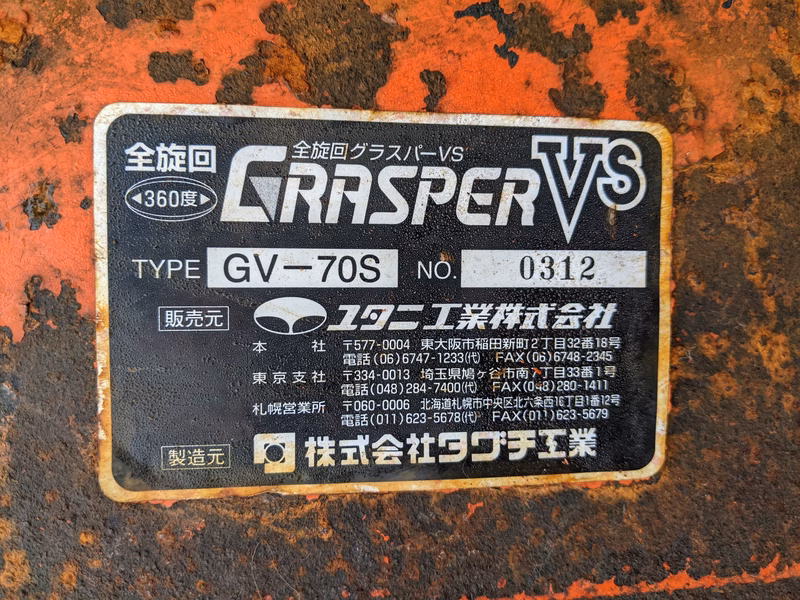 全旋回
360度
全旋回グラスパーVS
GRASPER VS
TYPE GV-70S NO. 0312
販売元 ユタニ工業株式会社
本 社 〒577-0004 東大阪市稲田新町2丁目32番18号
電話(06)6747-1233(代) FAX(06)6748-2345
東京支社 〒334-0013 埼玉県鳩ヶ谷市南7丁目33番1号
電話(048)284-7400(代) FAX(048)280-1411
札幌営業所 〒060-0006 北海道札幌市中央区北六条西16丁目1番12号
電話(011)623-5678(代) FAX(011)623-5679
製造元 株式会社タグチ工業